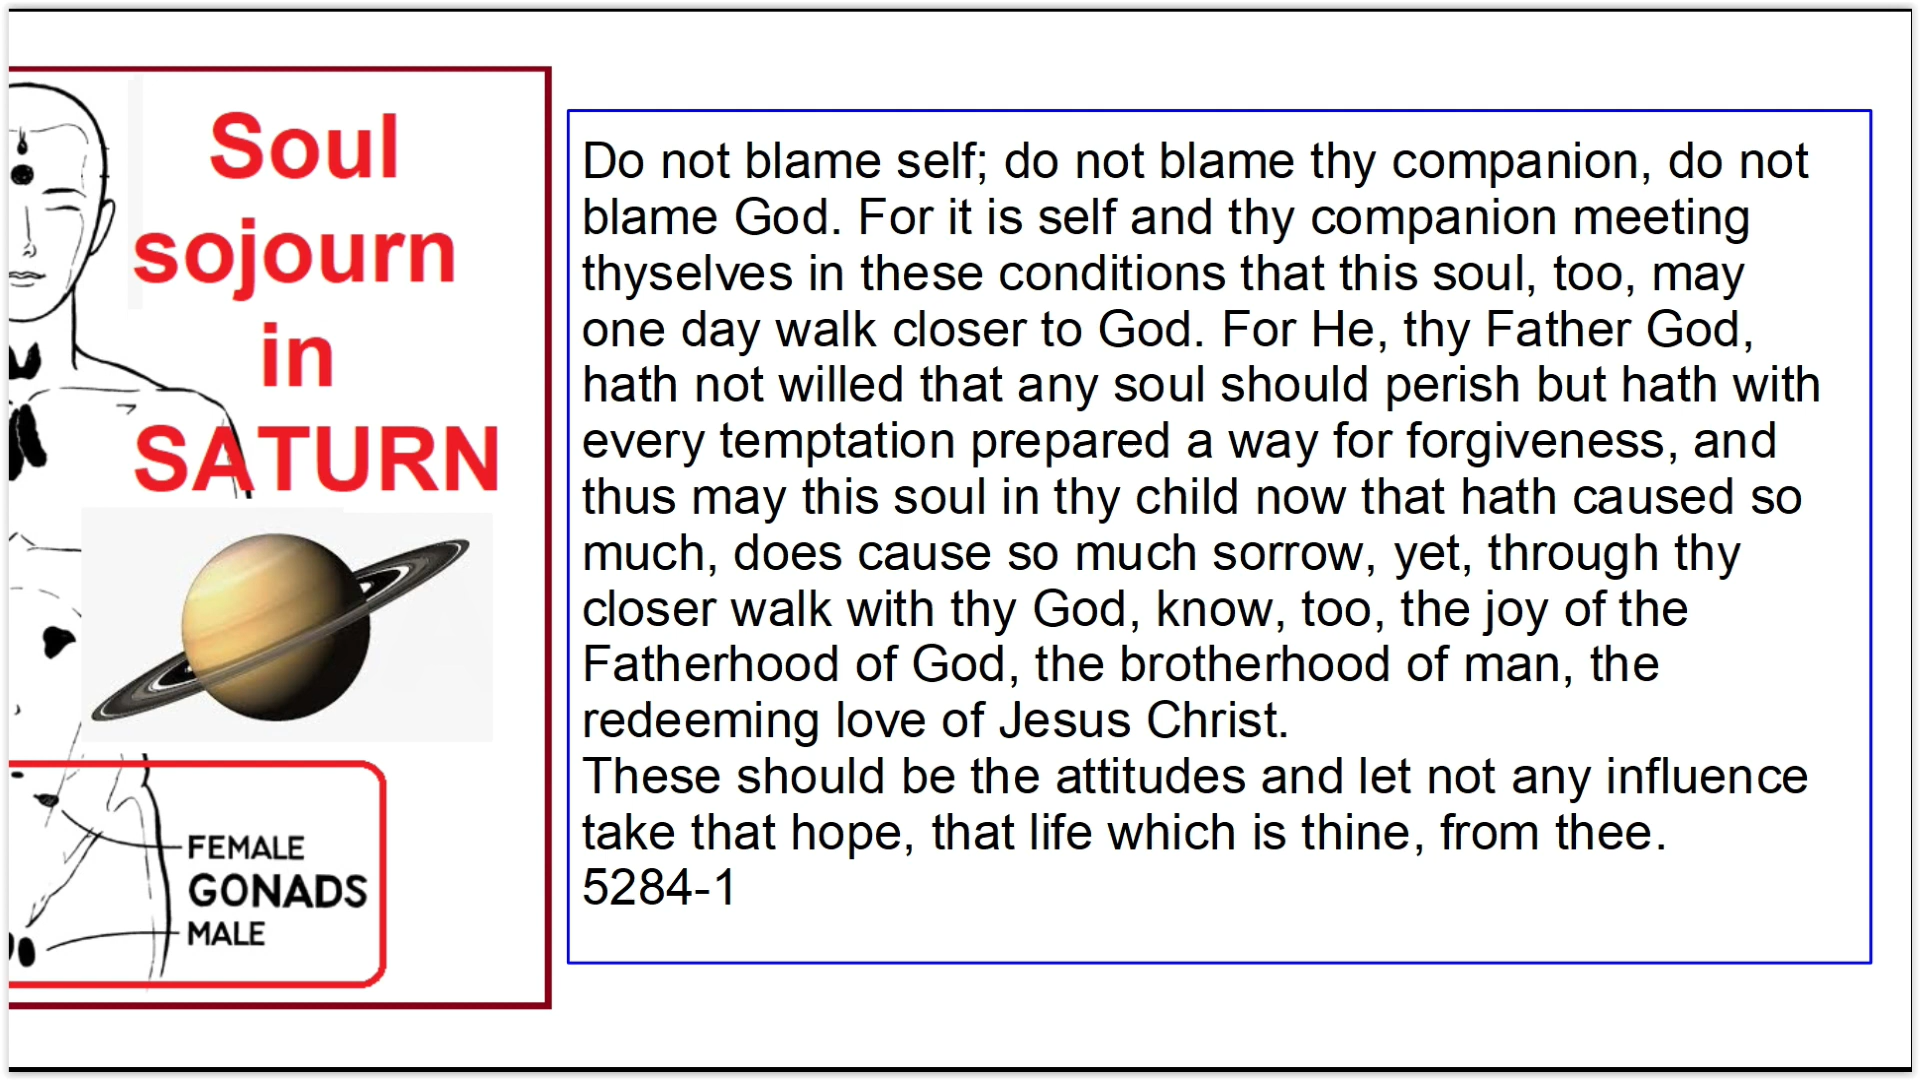 Soul
sojourn
in
SATURN
FEMALE
GONADS
MALE
Do not blame self; do not blame thy companion, do not
blame God. For it is self and thy companion meeting
thyselves in these conditions that this soul, too, may
one day walk closer to God. For He, thy Father God,
hath not willed that any soul should perish but hath with
every temptation prepared a way for forgiveness, and
thus may this soul in thy child now that hath caused so
much, does cause so much sorrow, yet, through thy
closer walk with thy God, know, too, the joy of the
Fatherhood of God, the brotherhood of man, the
redeeming love of Jesus Christ.
These should be the attitudes and let not any influence
take that hope, that life which is thine, from thee.
5284-1